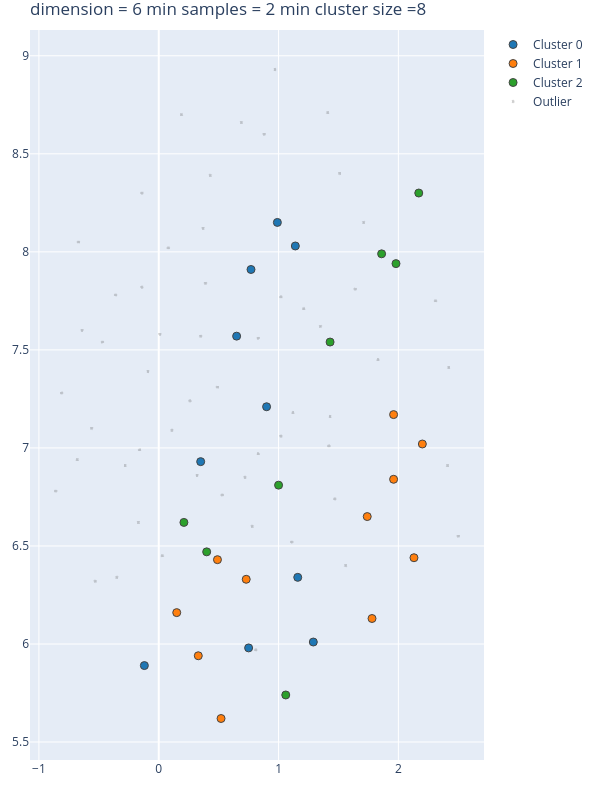 dimension = 6 min samples = 2 min cluster size =8
Cluster 0
Cluster 1
Cluster 2
Outlier
9
8.5
8
7.5
7
6.5
6
5.5
−1
0
1
2